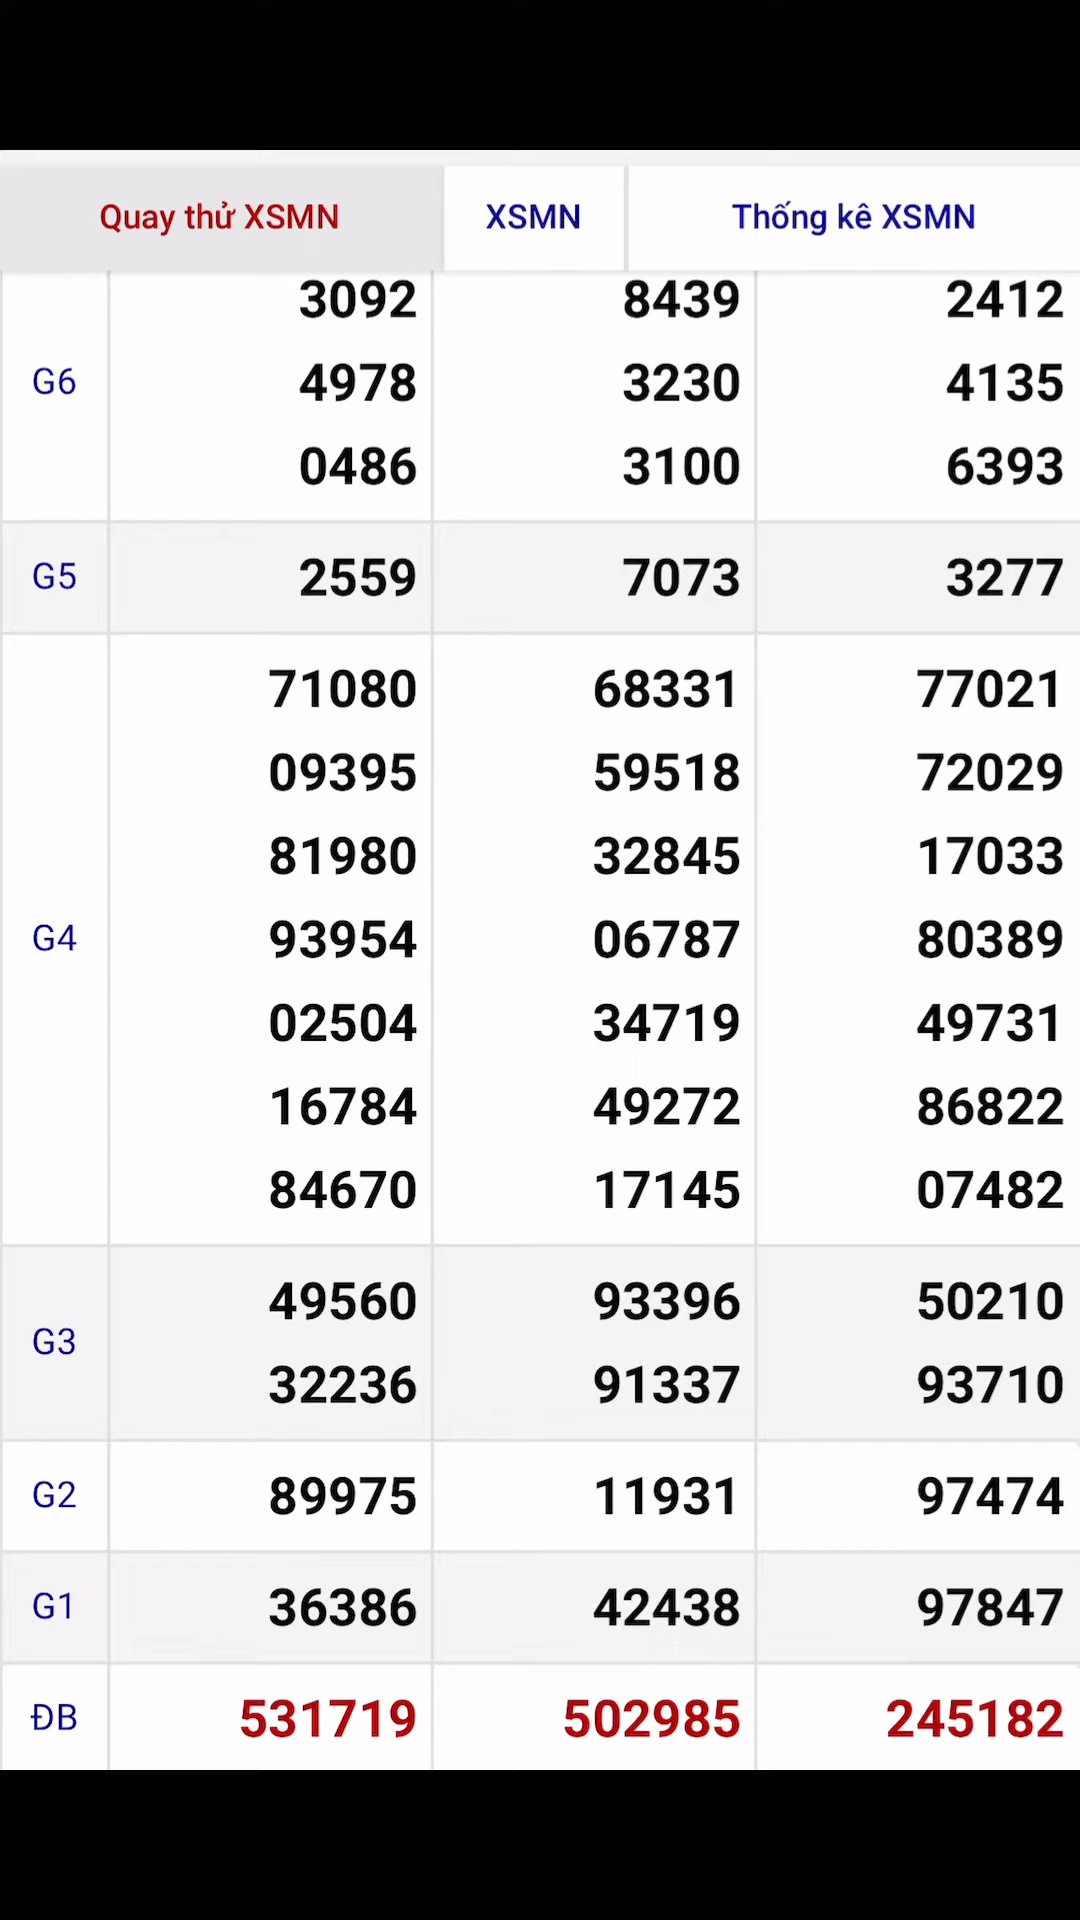 Quay thử XSMN XSMN Thống kê XSMN
3092 8439 2412
G6 4978 3230 4135
0486 3100 6393
G5 2559 7073 3277
71080 68331 77021
09395 59518 72029
81980 32845 17033
G4 93954 06787 80389
02504 34719 49731
16784 49272 86822
84670 17145 07482
49560 93396 50210
G3
32236 91337 93710
G2 89975 11931 97474
G1 36386 42438 97847
ĐB 531719 502985 245182